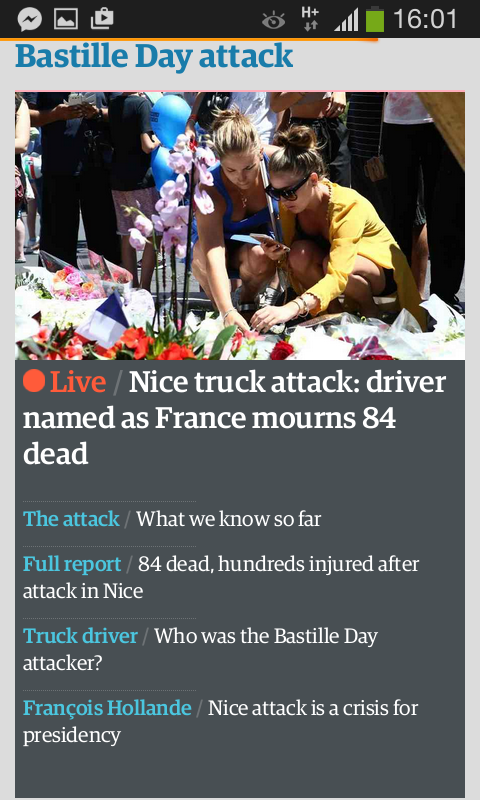 H+ 16:01
Bastille Day attack
Live / Nice truck attack: driver
named as France mourns 84
dead
The attack / What we know so far
Full report / 84 dead, hundreds injured after
attack in Nice
Truck driver / Who was the Bastille Day
attacker?
François Hollande / Nice attack is a crisis for
presidency